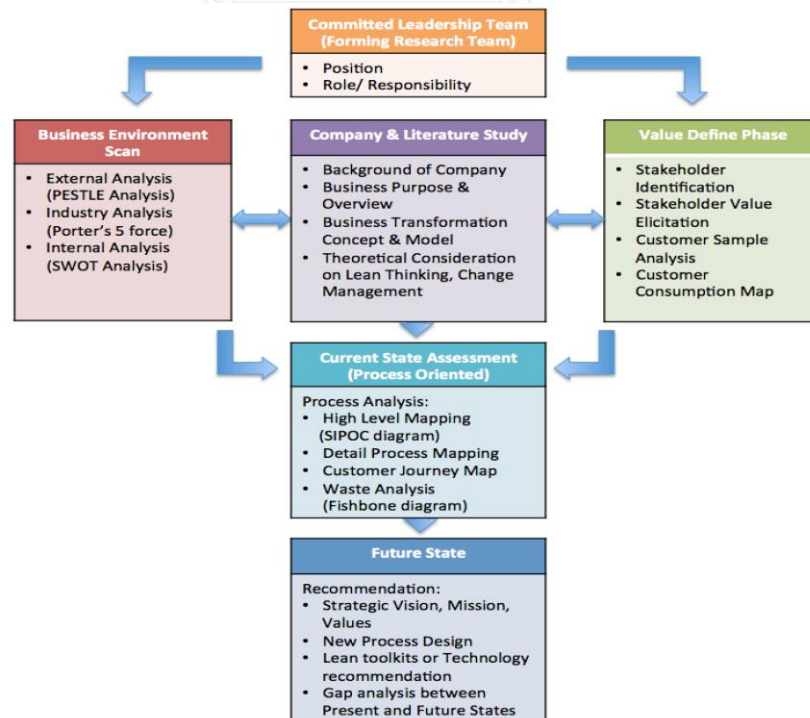 Committed Leadership Team
(Forming Research Team)
• Position
• Role/ Responsibility
Business Environment
Scan
• External Analysis
(PESTLE Analysis)
• Industry Analysis
(Porter's 5 force)
• Internal Analysis
(SWOT Analysis)
Company & Literature Study
• Background of Company
• Business Purpose &
Overview
• Business Transformation
Concept & Model
• Theoretical Consideration
on Lean Thinking, Change
Management
Value Define Phase
• Stakeholder
Identification
• Stakeholder Value
Elicitation
• Customer Sample
Analysis
• Customer
Consumption Map
Current State Assessment
(Process Oriented)
Process Analysis:
• High Level Mapping
(SIPOC diagram)
• Detail Process Mapping
• Customer Journey Map
• Waste Analysis
(Fishbone diagram)
Future State
Recommendation:
• Strategic Vision, Mission,
Values
• New Process Design
• Lean toolkits or Technology
recommendation
• Gap analysis between
Present and Future States